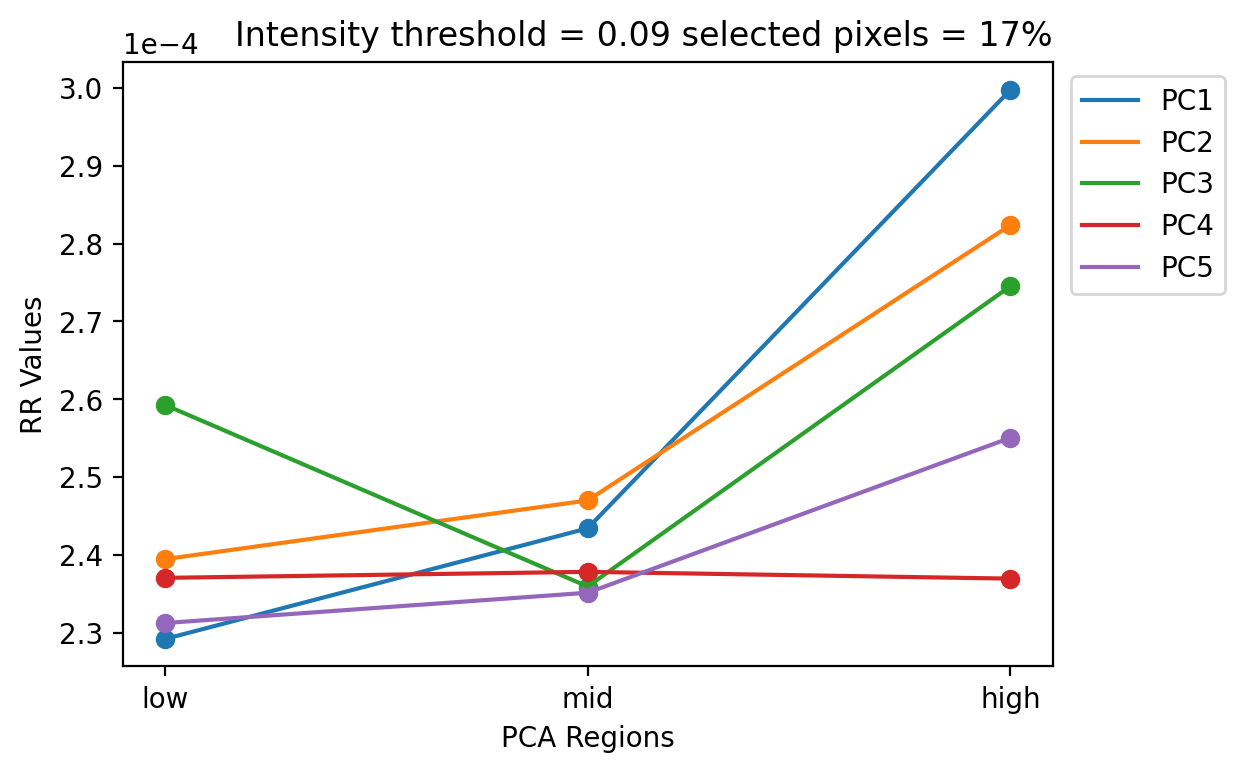 Intensity threshold = 0.09 selected pixels = 17%
1e−4
3.0
2.9
2.8
2.7
2.6
2.5
2.4
2.3
RR Values
low mid high
PCA Regions
PC1
PC2
PC3
PC4
PC5